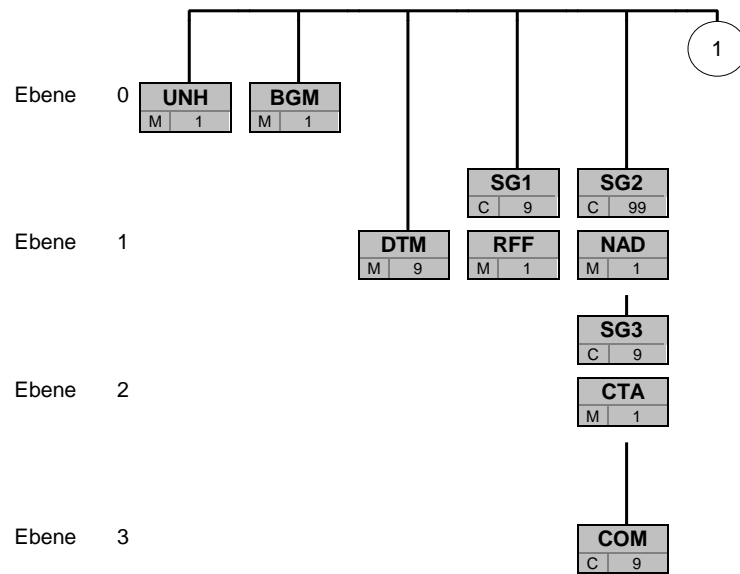 1
Ebene 0 UNH BGM
M 1 M 1
SG1 SG2
C 9 C 99
Ebene 1 DTM RFF NAD
M 9 M 1 M 1
SG3
C 9
Ebene 2 CTA
M 1
Ebene 3 COM
C 9